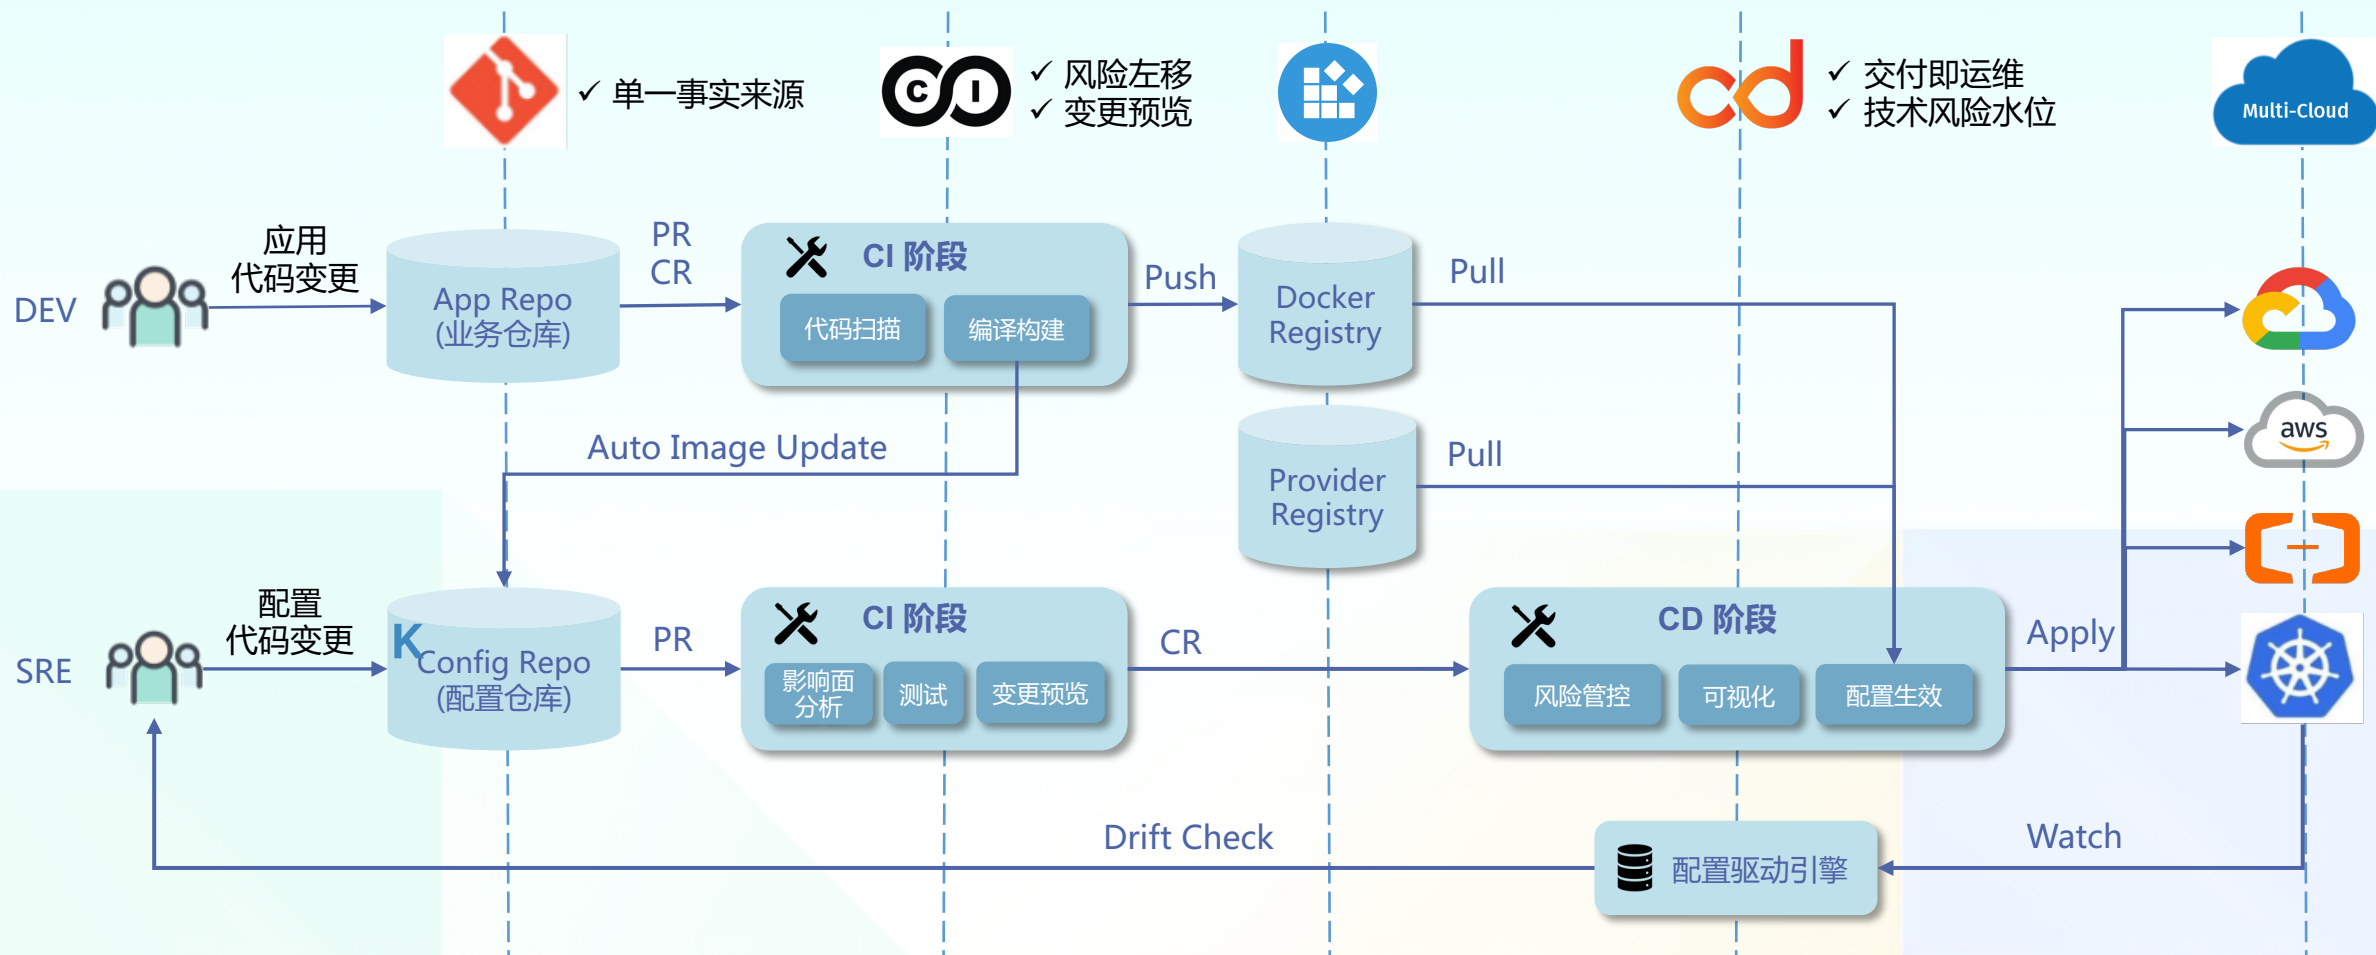 单一事实来源
CI
风险左移
变更预览
交付即运维
技术风险水位
Multi-Cloud
DEV
应用
代码变更
App Repo
(业务仓库)
PR
CR
CI 阶段
代码扫描
编译构建
Push
Docker
Registry
Pull
Auto Image Update
Provider
Registry
Pull
aws
SRE
配置
代码变更
K
Config Repo
(配置仓库)
PR
CI 阶段
影响面
分析
测试
变更预览
CR
CD 阶段
风险管控
可视化
配置生效
Apply
Drift Check
配置驱动引擎
Watch